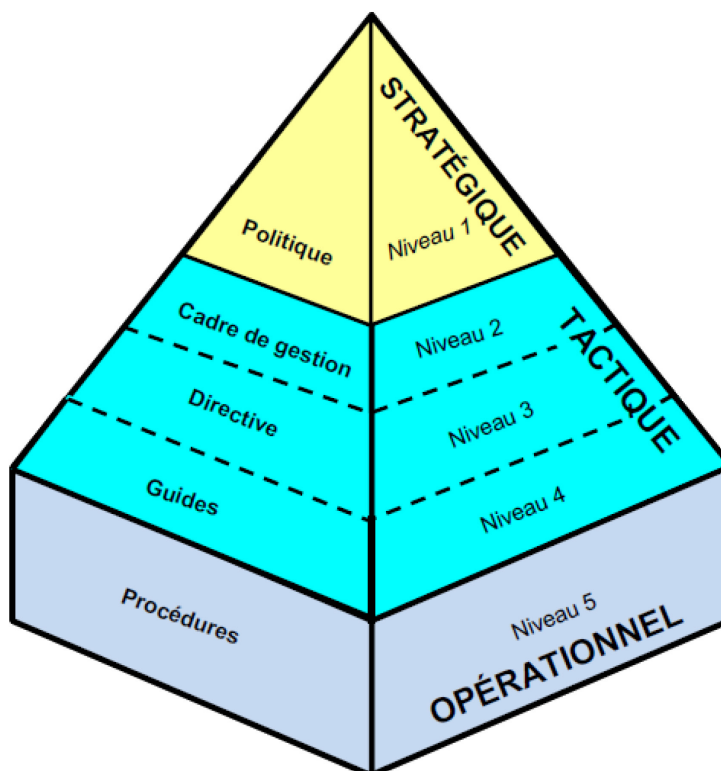 STRATÉGIQUE
Politique
Niveau 1
Cadre de gestion
Niveau 2
TACTIQUE
Directive
Niveau 3
Guides
Niveau 4
Procédures
Niveau 5
OPÉRATIONNEL